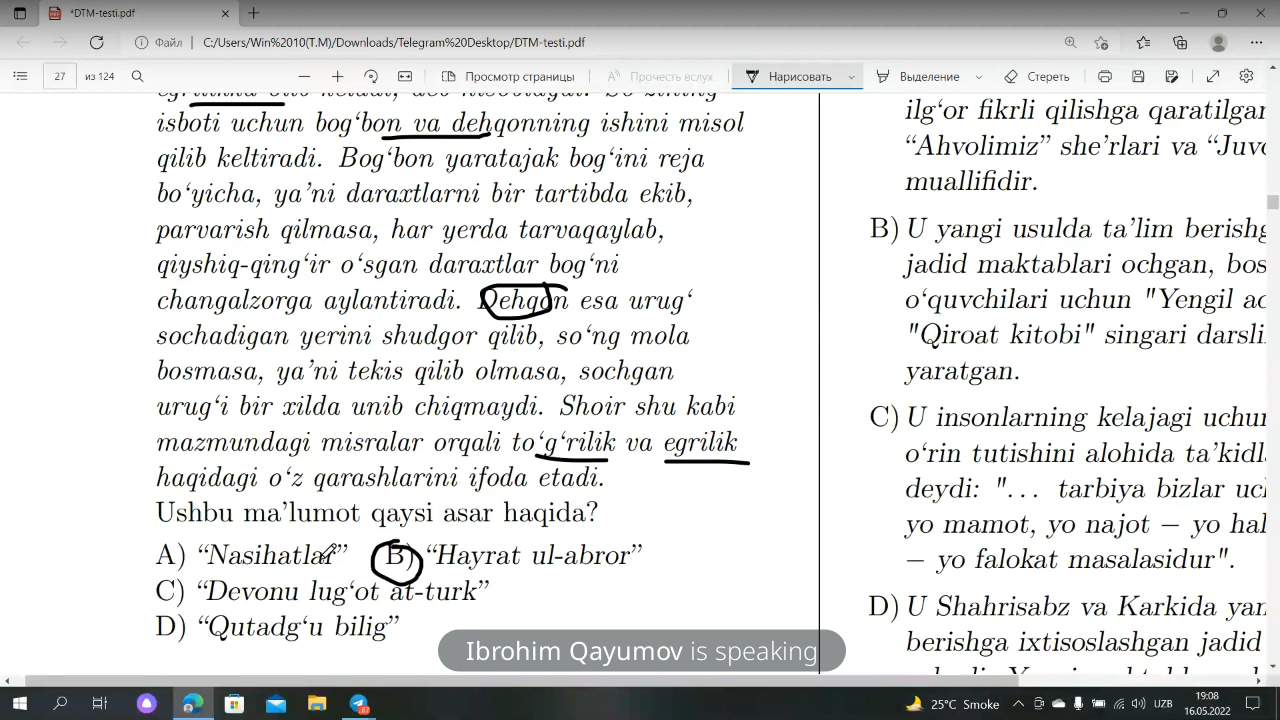 *DTM-testi.pdf
Файл
C:/Users/Win%2010(T.M)/Downloads/Telegram%20Desktop/DTM-testi.pdf
27 из 124
Просмотр страницы
Прочесть вслух
Нарисовать
Выделение
Стереть
isboti uchun bog‘bon va dehqonning ishini misol
qilib keltiradi. Bog‘bon yaratajak bog‘ini reja
bo‘yicha, ya’ni daraxtlarni bir tartibda ekib,
parvarish qilmasa, har yerda tarvaqaylab,
qiyshiq-qing‘ir o‘sgan daraxtlar bog‘ni
changalzorga aylantiradi. Dehqon esa urug‘
sochadigan yerini shudgor qilib, so‘ng mola
bosmasa, ya’ni tekis qilib olmasa, sochgan
urug‘i bir xilda unib chiqmaydi. Shoir shu kabi
mazmundagi misralar orqali to‘g‘rilik va egrilik
haqidagi o‘z qarashlarini ifoda etadi.
Ushbu ma’lumot qaysi asar haqida?
A) “Nasihatlar” B) “Hayrat ul-abror”
C) “Devonu lug‘ot at-turk”
D) “Qutadg‘u bilig”
ilg‘or fikrli qilishga qaratilgan
“Ahvolimiz” she’rlari va “Juvo
muallifidir.
B) U yangi usulda ta’lim berishg
jadid maktablari ochgan, bos
o‘quvchilari uchun "Yengil ad
"Qiroat kitobi" singari darsli
yaratgan.
C) U insonlarning kelajagi uchun
o‘rin tutishini alohida ta’kidla
deydi: "... tarbiya bizlar uch
yo mamot, yo najot – yo hal
– yo falokat masalasidur".
D) U Shahrisabz va Karkida yan
berishga ixtisoslashgan jadid
Ibrohim Qayumov is speaking
25°C Smoke
UZB
19:08
16.05.2022